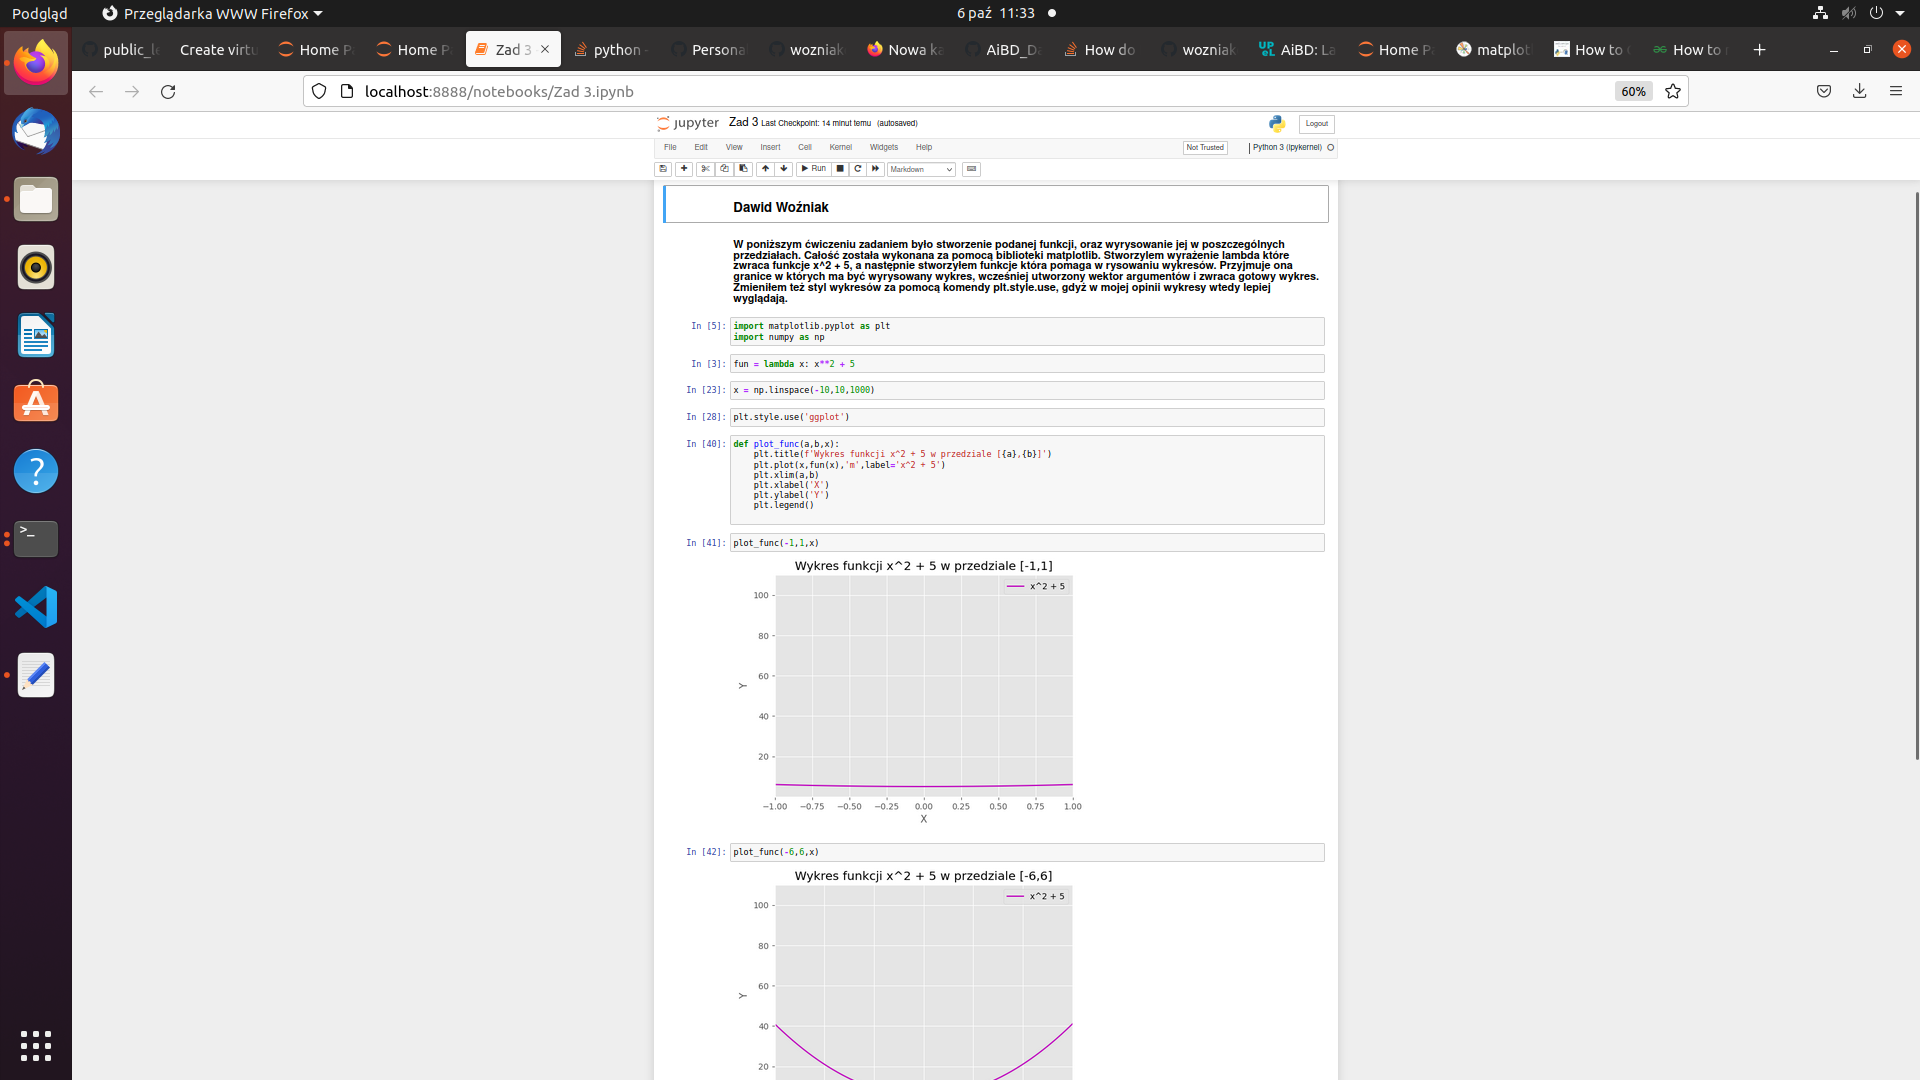 Podgląd
Przeglądarka WWW Firefox
6 paź 11:33
public_le
Create virtu
Home P
Home P
Zad 3
python -
Persona
wozniak
Nowa ka
AiBD_Da
How do
wozniak
UPeL
AiBD: La
Home Pa
matplotl
How to
How to
localhost:8888/notebooks/Zad 3.ipynb
60%
jupyter
Zad 3 Last Checkpoint: 14 minut temu (autosaved)
Logout
File Edit View Insert Cell Kernel Widgets Help
Not Trusted
Python 3 (ipykernel)
Run
Markdown
Dawid Woźniak
W poniższym ćwiczeniu zadaniem było stworzenie podanej funkcji, oraz wyrysowanie jej w poszczególnych
przedziałach. Całość została wykonana za pomocą biblioteki matplotlib. Stworzylem wyrażenie lambda które
zwraca funkcje x^2 + 5, a następnie stworzyłem funkcje która pomaga w rysowaniu wykresów. Przyjmuje ona
granice w których ma być wyrysowany wykres, wcześniej utworzony wektor argumentów i zwraca gotowy wykres.
Zmieniłem też styl wykresów za pomocą komendy plt.style.use, gdyż w mojej opinii wykresy wtedy lepiej
wyglądają.
In [5]: import matplotlib.pyplot as plt
import numpy as np
In [3]: fun = lambda x: x**2 + 5
In [23]: x = np.linspace(-10,10,1000)
In [28]: plt.style.use('ggplot')
In [40]: def plot_func(a,b,x):
plt.title(f'Wykres funkcji x^2 + 5 w przedziale [{a},{b}]')
plt.plot(x,fun(x),'m',label='x^2 + 5')
plt.xlim(a,b)
plt.xlabel('X')
plt.ylabel('Y')
plt.legend()
In [41]: plot_func(-1,1,x)
Wykres funkcji x^2 + 5 w przedziale [-1,1]
x^2 + 5
100
80
60
Y
40
20
−1.00 −0.75 −0.50 −0.25 0.00 0.25 0.50 0.75 1.00
X
In [42]: plot_func(-6,6,x)
Wykres funkcji x^2 + 5 w przedziale [-6,6]
x^2 + 5
100
80
60
Y
40
20